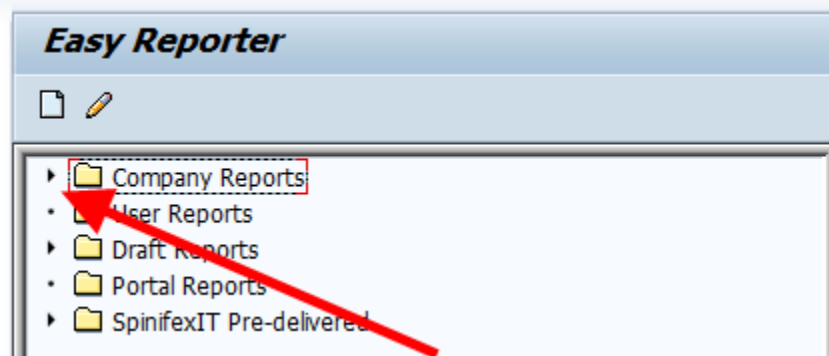 Easy Reporter
Company Reports
User Reports
Draft Reports
Portal Reports
SpinifexIT Pre-delivered